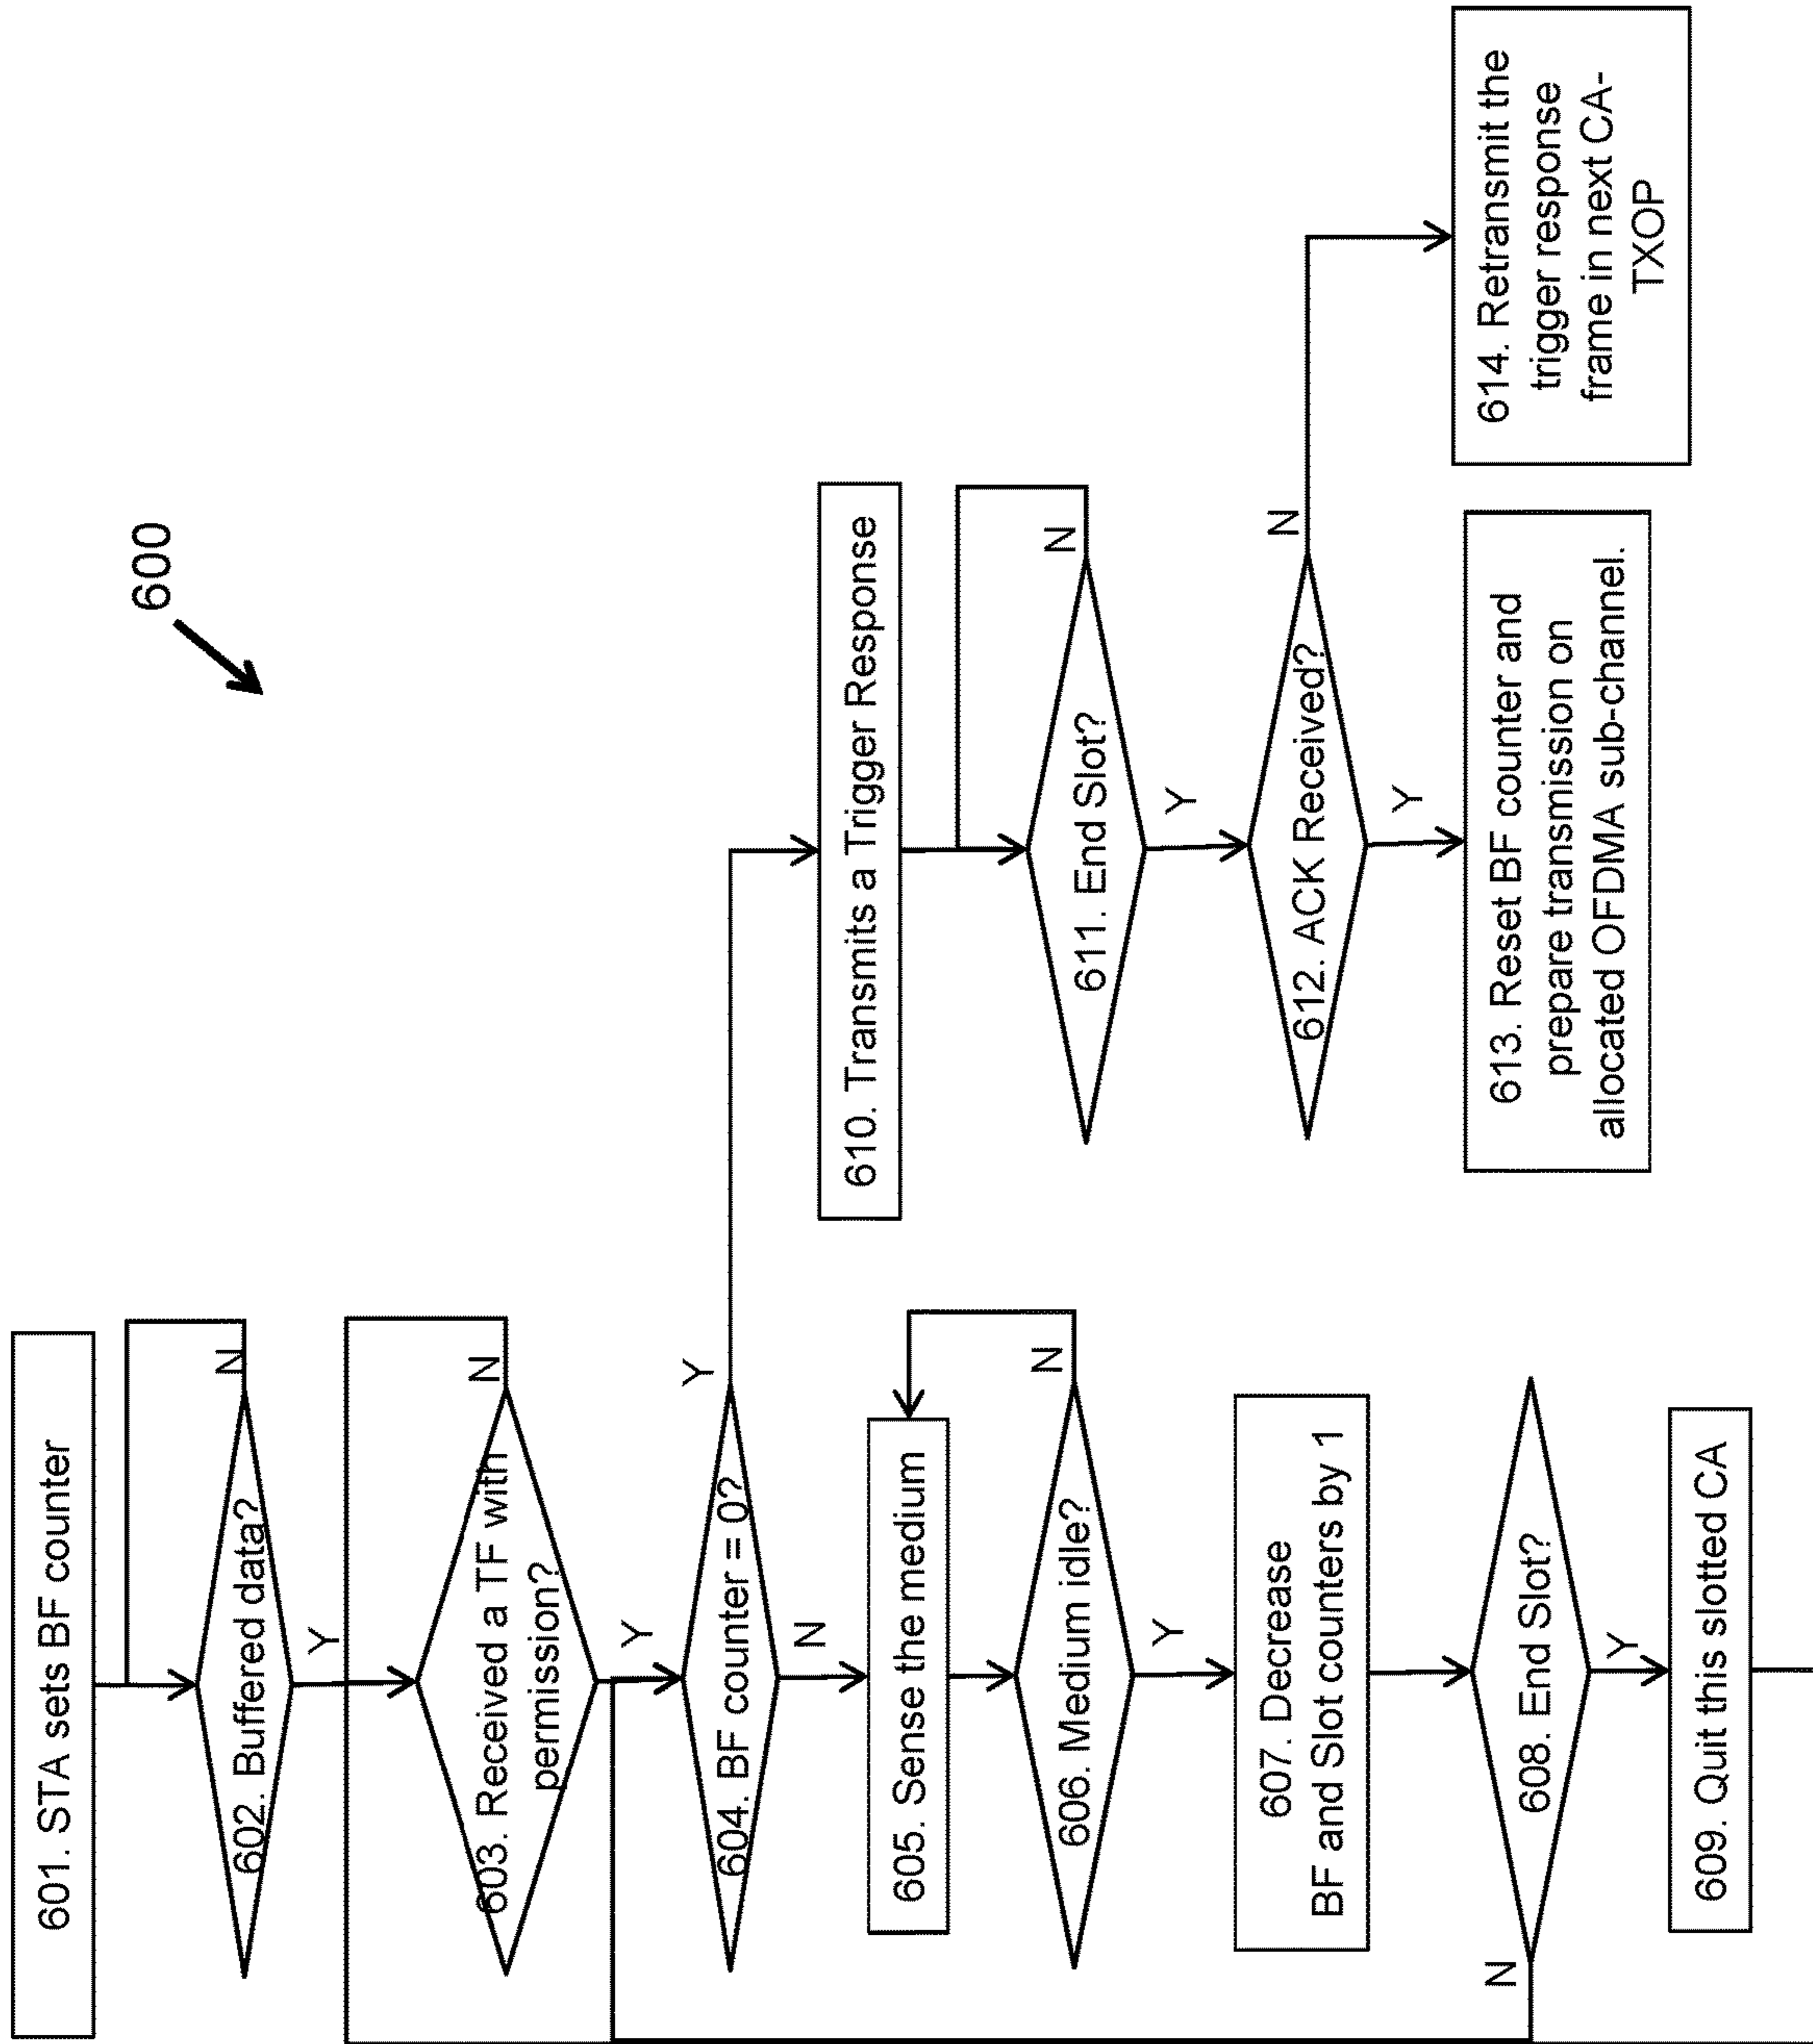 600
601. STA sets BF counter
602. Buffered data?
N
Y
603. Received a TF with
permission?
N
Y
604. BF counter = 0?
Y
N
605. Sense the medium
606. Medium idle?
N
Y
607. Decrease
BF and Slot counters by 1
608. End Slot?
N
Y
609. Quit this slotted CA
610. Transmits a Trigger Response
611. End Slot?
N
Y
612. ACK Received?
N
Y
613. Reset BF counter and
prepare transmission on
allocated OFDMA sub-channel.
614. Retransmit the
trigger response
frame in next CA-
TXOP